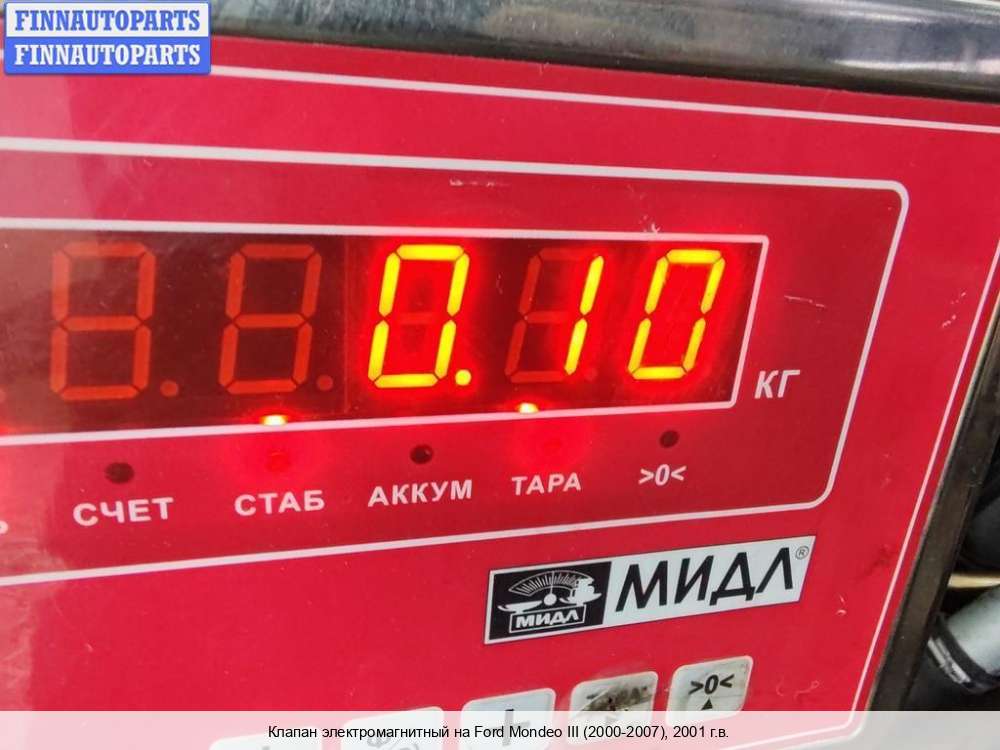 FINNAUTOPARTS
FINNAUTOPARTS
0.10
КГ
СЧЕТ СТАБ АККУМ ТАРА >0<
МИДЛ МИДЛ®
>0<
Клапан электромагнитный на Ford Mondeo III (2000-2007), 2001 г.в.